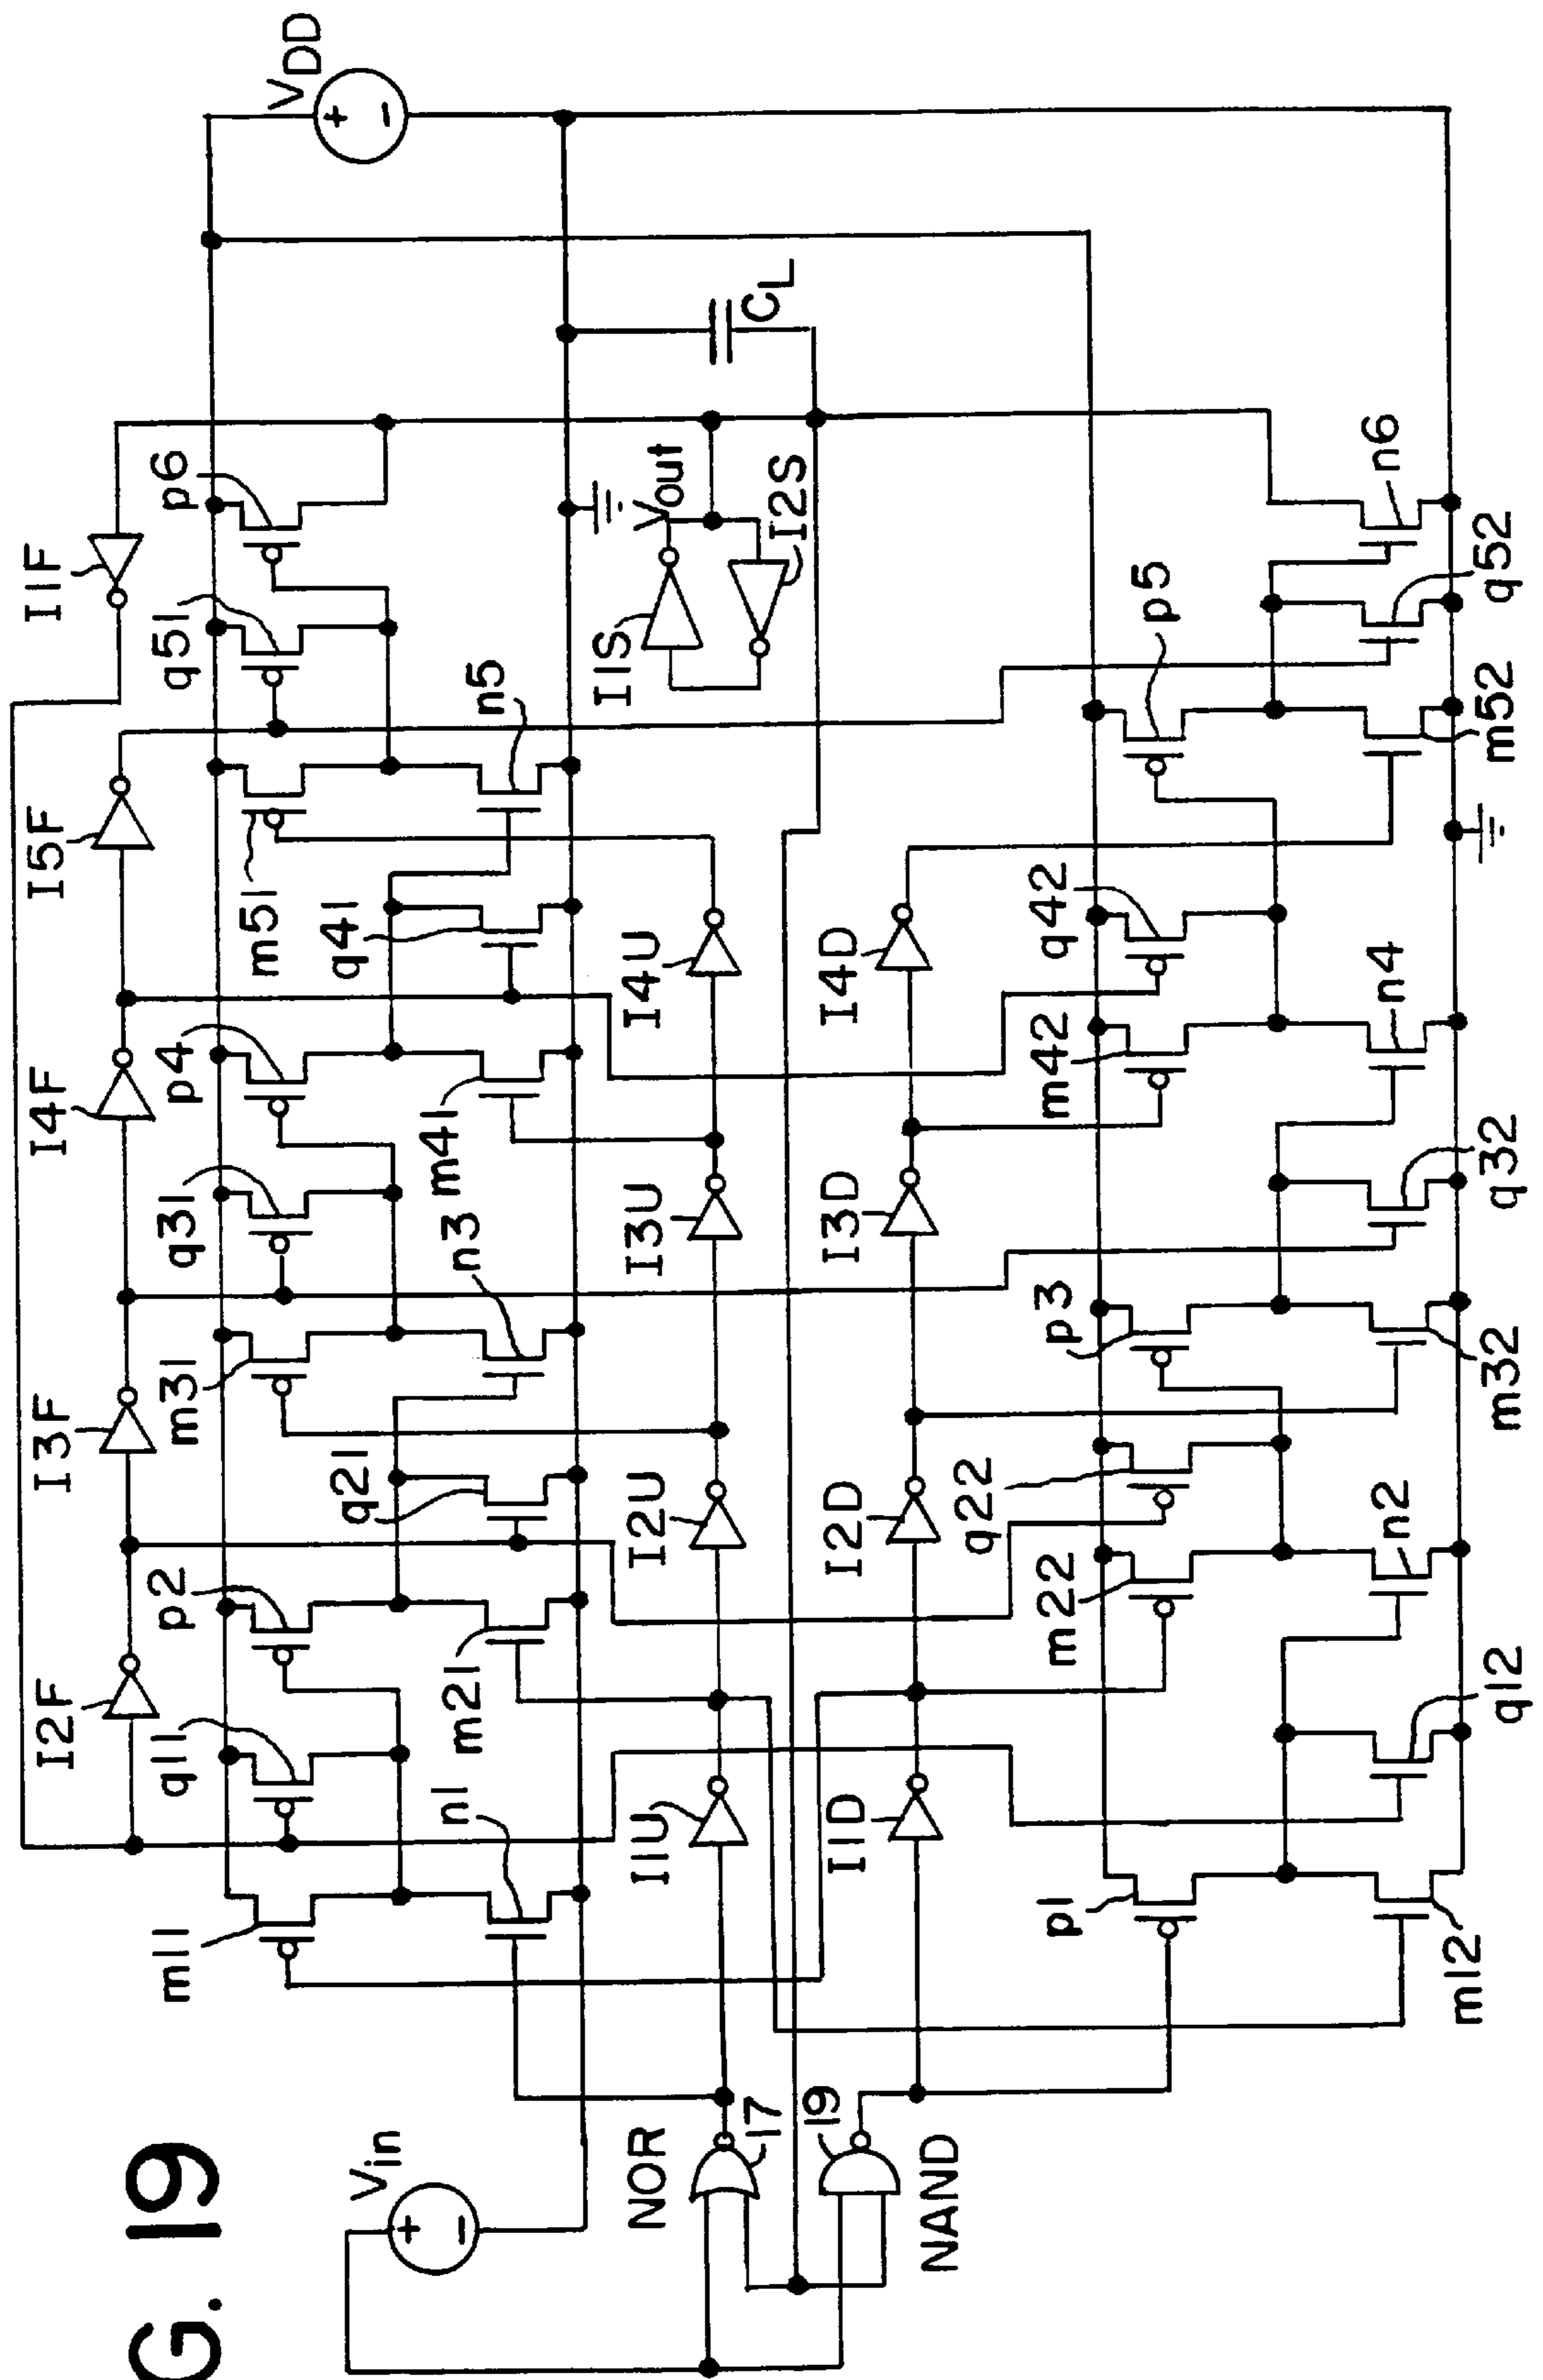 G. 19
Vin
+
−
NOR
17
19
NAND
I2F
I3F
I4F
I5F
I1F
m11
q11
p2
m31
q31
p4
m51
q51
p6
n1
m21
q21
n3
m41
q41
n5
I1U
I2U
I3U
I4U
I1S
Vout
I2S
CL
VDD
+
−
I1D
I2D
I3D
I4D
p1
m22
q22
p3
m42
q42
p5
m12
q12
n2
m32
q32
n4
m52
q52
n6